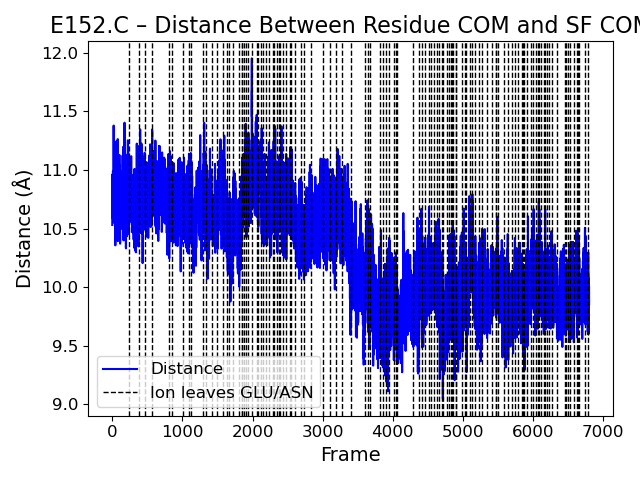 E152.C – Distance Between Residue COM and SF COM
12.0
11.5
11.0
10.5
10.0
9.5
9.0
Distance (Å)
Distance
Ion leaves GLU/ASN
0 1000 2000 3000 4000 5000 6000 7000
Frame